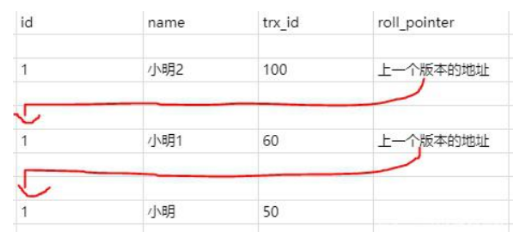 id name trx_id roll_pointer
1 小明2 100 上一个版本的地址
1 小明1 60 上一个版本的地址
1 小明 50